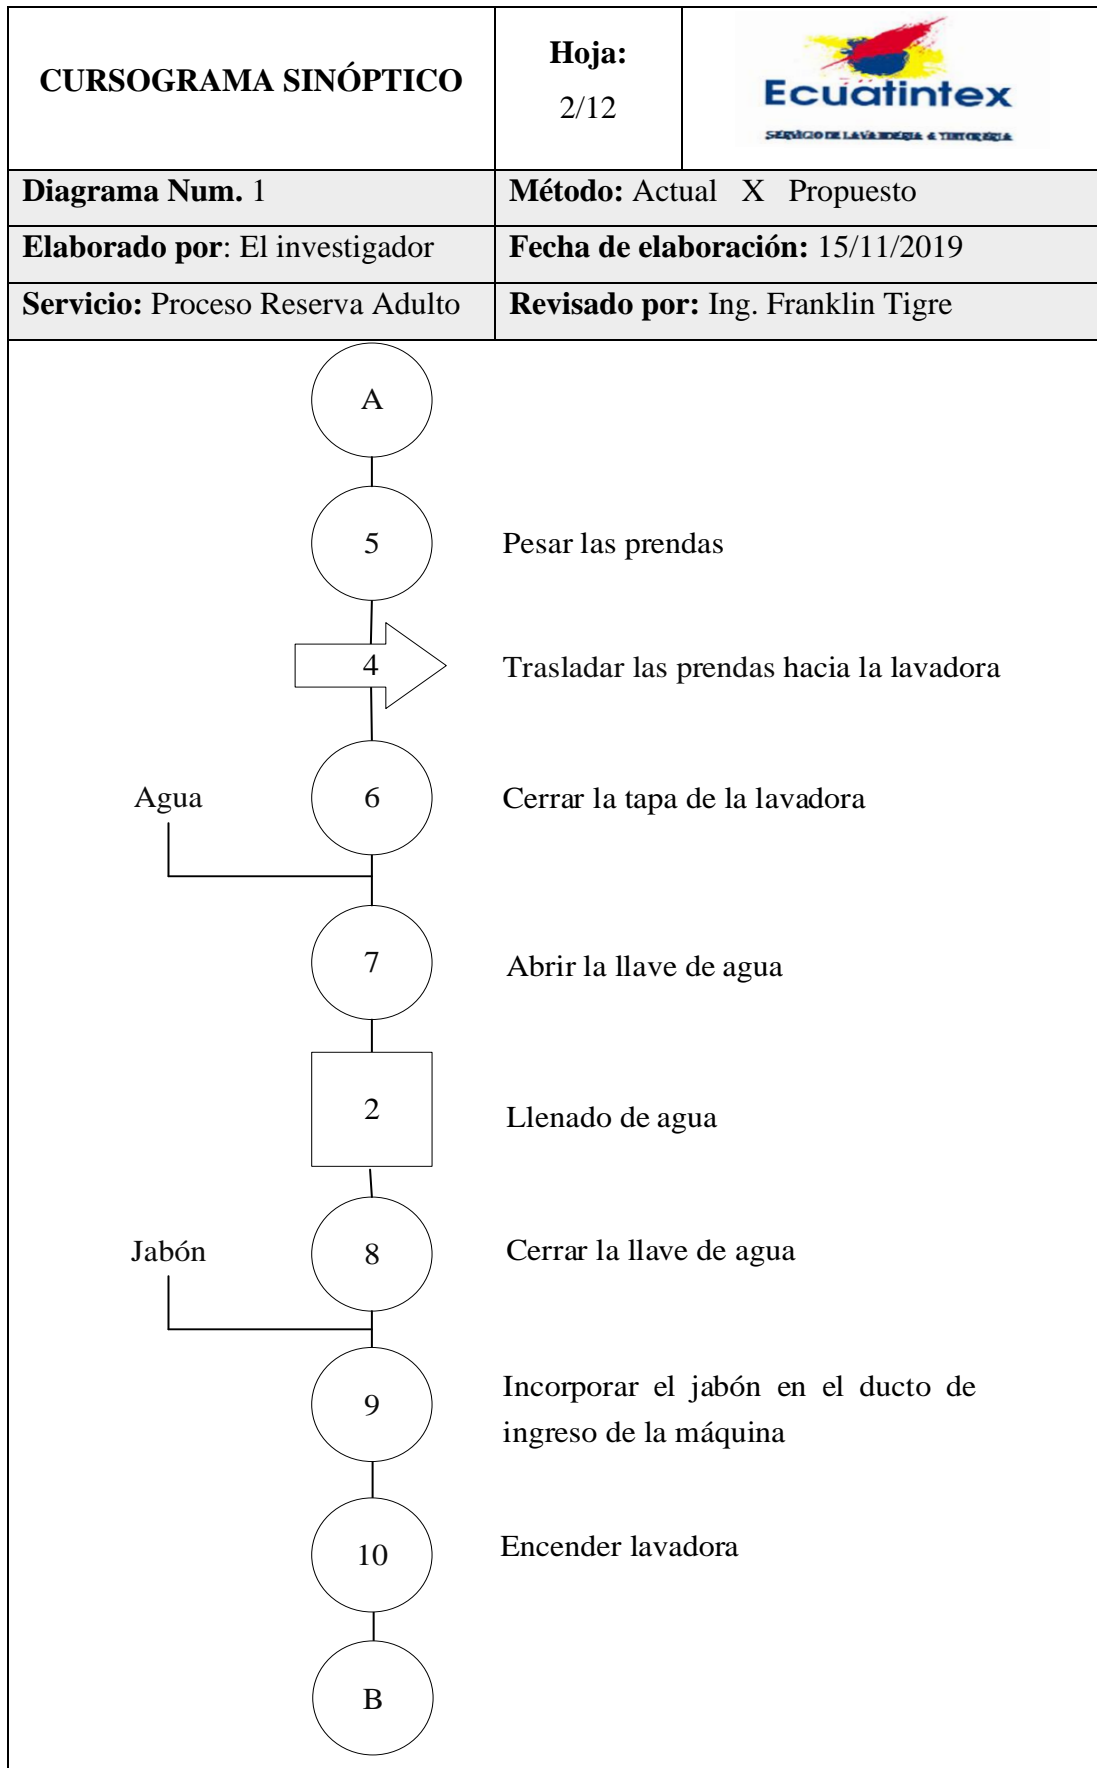 CURSOGRAMA SINÓPTICO
Hoja:
2/12
Ecuatintex
SERVICIO DE LAVANDERIA & TINTORERIA
Diagrama Num. 1
Método: Actual X Propuesto
Elaborado por: El investigador
Fecha de elaboración: 15/11/2019
Servicio: Proceso Reserva Adulto
Revisado por: Ing. Franklin Tigre
A
5
Pesar las prendas
4
Trasladar las prendas hacia la lavadora
Agua
6
Cerrar la tapa de la lavadora
7
Abrir la llave de agua
2
Llenado de agua
Jabón
8
Cerrar la llave de agua
9
Incorporar el jabón en el ducto de
ingreso de la máquina
10
Encender lavadora
B